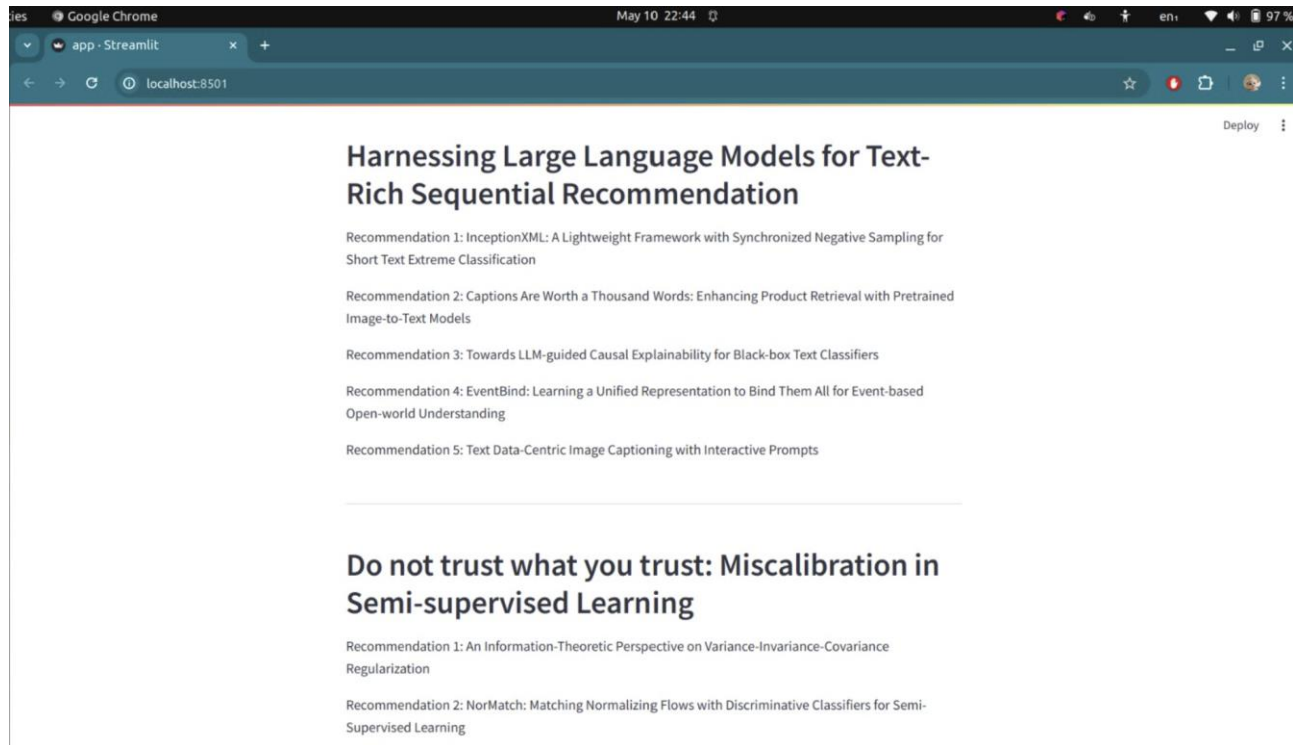 ies Google Chrome May 10 22:44 en₁ 97 %
app · Streamlit
localhost:8501
Deploy
Harnessing Large Language Models for Text-
Rich Sequential Recommendation
Recommendation 1: InceptionXML: A Lightweight Framework with Synchronized Negative Sampling for
Short Text Extreme Classification
Recommendation 2: Captions Are Worth a Thousand Words: Enhancing Product Retrieval with Pretrained
Image-to-Text Models
Recommendation 3: Towards LLM-guided Causal Explainability for Black-box Text Classifiers
Recommendation 4: EventBind: Learning a Unified Representation to Bind Them All for Event-based
Open-world Understanding
Recommendation 5: Text Data-Centric Image Captioning with Interactive Prompts
Do not trust what you trust: Miscalibration in
Semi-supervised Learning
Recommendation 1: An Information-Theoretic Perspective on Variance-Invariance-Covariance
Regularization
Recommendation 2: NorMatch: Matching Normalizing Flows with Discriminative Classifiers for Semi-
Supervised Learning